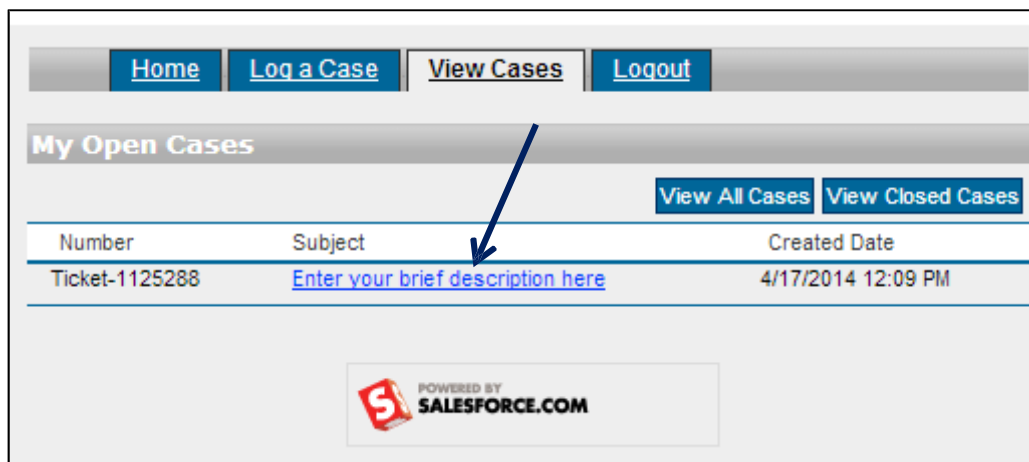 Home Log a Case View Cases Logout
My Open Cases
View All Cases View Closed Cases
Number Subject Created Date
Ticket-1125288 Enter your brief description here 4/17/2014 12:09 PM
POWERED BY
SALESFORCE.COM